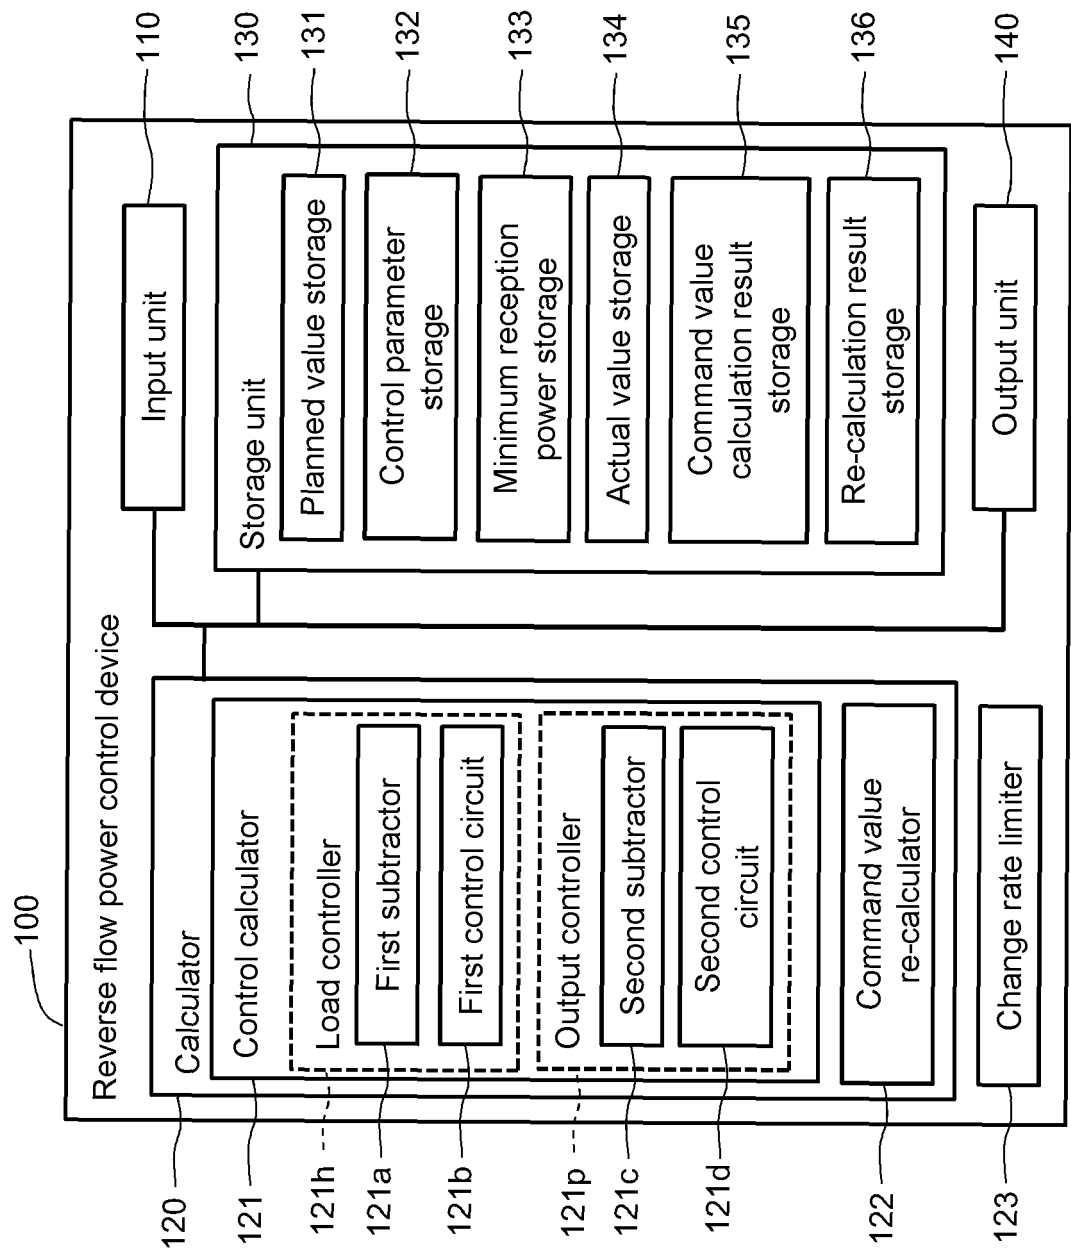 100
Reverse flow power control device
120
Calculator
121
Control calculator
121h
Load controller
121a
First subtractor
121b
First control circuit
121p
Output controller
121c
Second subtractor
121d
Second control
circuit
122
Command value
re-calculator
123
Change rate limiter
Input unit
110
Storage unit
130
Planned value storage
131
Control parameter
storage
132
Minimum reception
power storage
133
Actual value storage
134
Command value
calculation result
storage
135
Re-calculation result
storage
136
Output unit
140